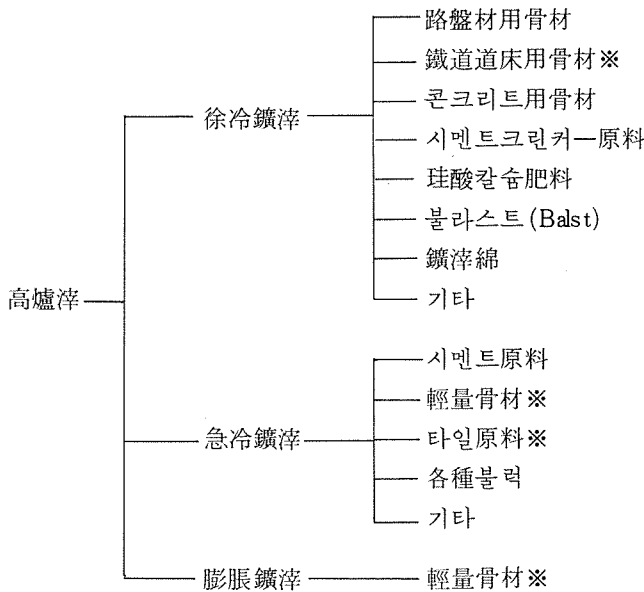 路盤材用骨材
鐵道道床用骨材※
徐冷鑛滓
콘크리트用骨材
시멘트크린커ー原料
珪酸칼슘肥料
불라스트(Balst)
鑛滓綿
高爐滓
기타
시멘트原料
輕量骨材※
急冷鑛滓
타일原料※
各種불럭
기타
膨脹鑛滓
輕量骨材※